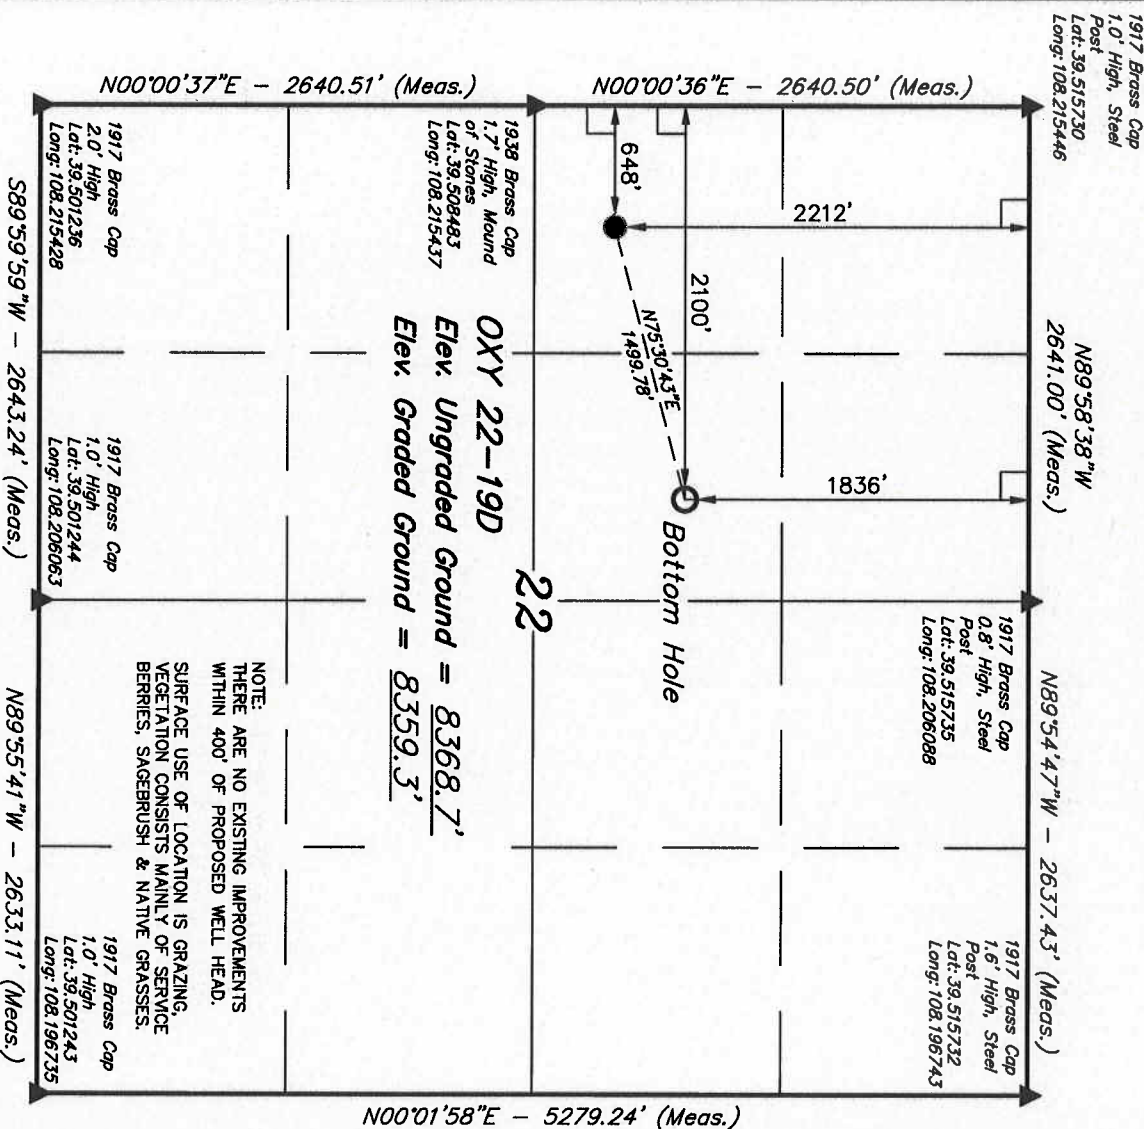 1917 Brass Cap
1.0' High, Steel
Post
Lat: 39.515730
Long: 108.215446
N89°58'38"W
2641.00' (Meas.)
N89°54'47"W - 2637.43' (Meas.)
1917 Brass Cap
0.8' High, Steel
Post
Lat: 39.515735
Long: 108.206088
1917 Brass Cap
1.6' High, Steel
Post
Lat: 39.515732
Long: 108.196743
N00°00'36"E - 2640.50' (Meas.)
2212'
1836'
648'
2100'
N75°30'43"E
1499.78'
Bottom Hole
22
1938 Brass Cap
1.7' High, Mound
of Stones
Lat: 39.508483
Long: 108.215437
OXY 22-19D
Elev. Ungraded Ground = 8368.7'
Elev. Graded Ground = 8359.3'
N00°00'37"E - 2640.51' (Meas.)
NOTE:
THERE ARE NO EXISTING IMPROVEMENTS
WITHIN 400' OF PROPOSED WELL HEAD.
SURFACE USE OF LOCATION IS GRAZING,
VEGETATION CONSISTS MAINLY OF SERVICE
BERRIES, SAGEBRUSH & NATIVE GRASSES.
1917 Brass Cap
2.0' High
Lat: 39.501236
Long: 108.215428
1917 Brass Cap
1.0' High
Lat: 39.501244
Long: 108.206063
1917 Brass Cap
1.0' High
Lat: 39.501243
Long: 108.196735
S89°59'59"W - 2643.24' (Meas.)
N89°55'41"W - 2633.11' (Meas.)
N00°01'58"E - 5279.24' (Meas.)